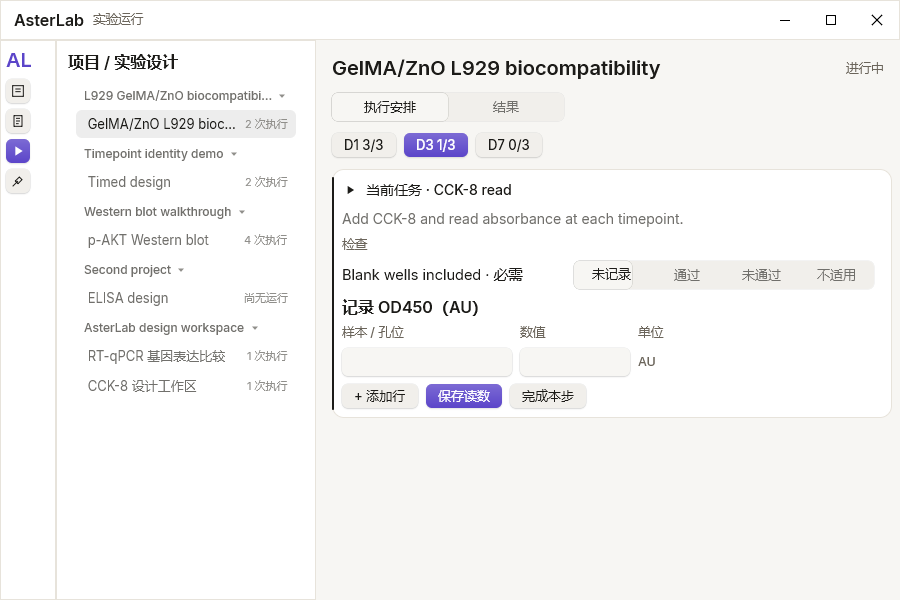 AsterLab 实验运行
AL
项目 / 实验设计
L929 GelMA/ZnO biocompatibi...
GelMA/ZnO L929 bioc... 2 次执行
Timepoint identity demo
Timed design 2 次执行
Western blot walkthrough
p-AKT Western blot 4 次执行
Second project
ELISA design 尚无运行
AsterLab design workspace
RT-qPCR 基因表达比较 1 次执行
CCK-8 设计工作区 1 次执行
GelMA/ZnO L929 biocompatibility 进行中
执行安排 结果
D1 3/3 D3 1/3 D7 0/3
当前任务 · CCK-8 read
Add CCK-8 and read absorbance at each timepoint.
检查
Blank wells included · 必需 未记录 通过 未通过 不适用
记录 OD450（AU）
样本 / 孔位 数值 单位
AU
+ 添加行 保存读数 完成本步